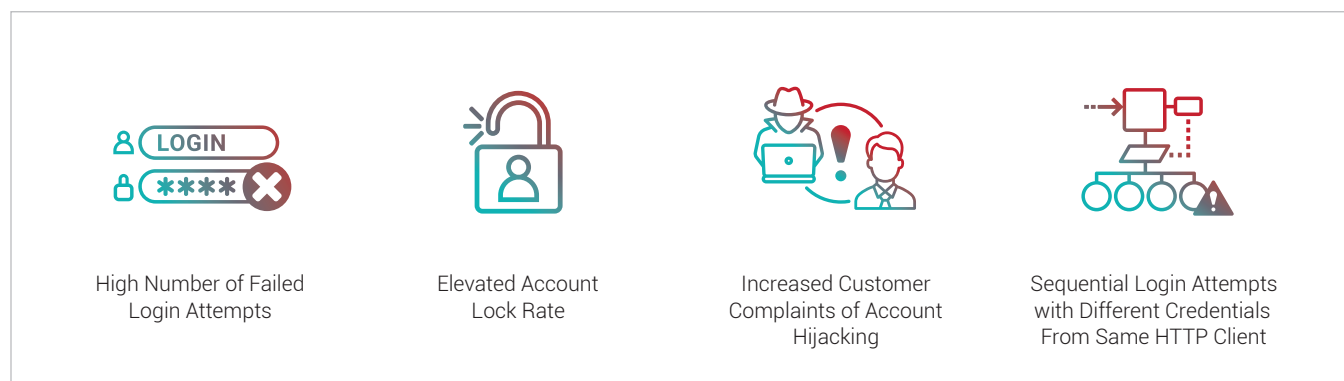 LOGIN
****
High Number of Failed
Login Attempts
Elevated Account
Lock Rate
Increased Customer
Complaints of Account
Hijacking
Sequential Login Attempts
with Different Credentials
From Same HTTP Client